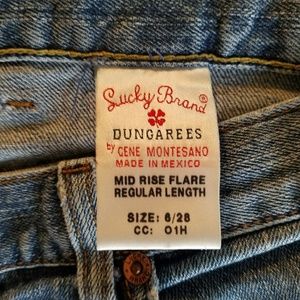 Lucky Brand®
DUNGAREES
by GENE MONTESANO
MADE IN MEXICO
MID RISE FLARE
REGULAR LENGTH
SIZE: 6/28
CC: 01H